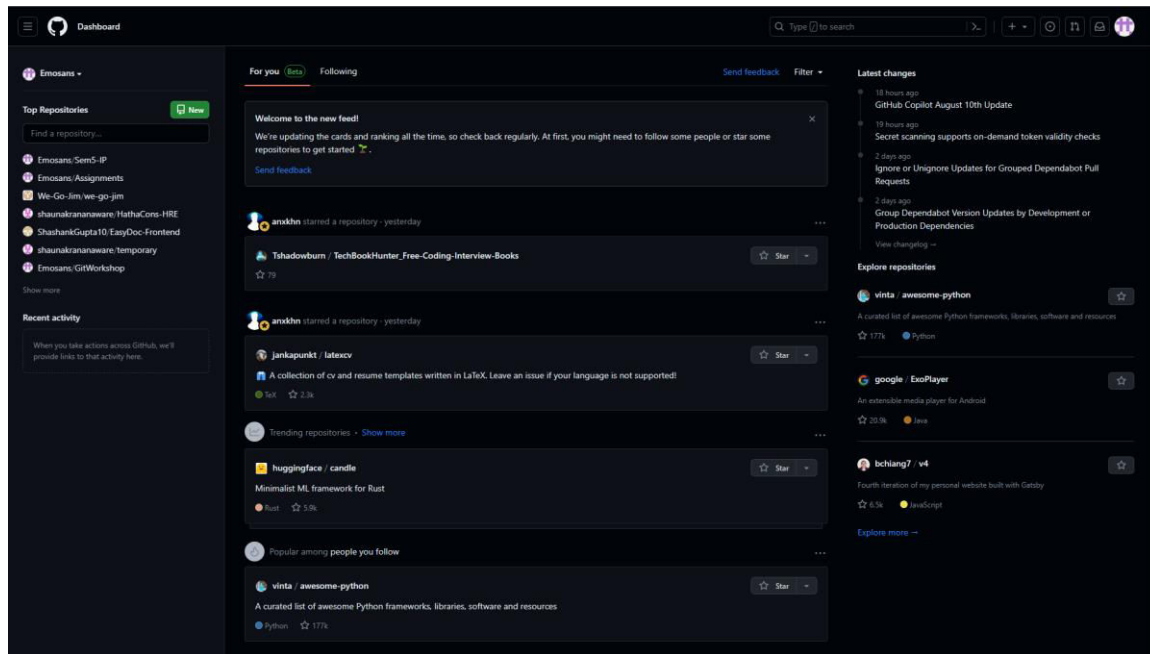 Dashboard
Type / to search
Emosans
Top Repositories
New
Find a repository...
Emosans/Sem5-IP
Emosans/Assignments
We-Go-Jim/we-go-jim
shaunakrananaware/HathaCons-HRE
ShashankGupta10/EasyDoc-Frontend
shaunakrananaware/temporary
Emosans/GitWorkshop
Show more
Recent activity
When you take actions across GitHub, we'll
provide links to that activity here.
For you Beta Following
Send feedback Filter
Welcome to the new feed!
We're updating the cards and ranking all the time, so check back regularly. At first, you might need to follow some people or star some
repositories to get started 🌱.
Send feedback
anxkhn starred a repository · yesterday
Tshadowburn / TechBookHunter_Free-Coding-Interview-Books
Star
79
anxkhn starred a repository · yesterday
jankapunkt / latexcv
Star
👔 A collection of cv and resume templates written in LaTeX. Leave an issue if your language is not supported!
TeX 2.3k
Trending repositories · Show more
huggingface / candle
Star
Minimalist ML framework for Rust
Rust 5.9k
Popular among people you follow
vinta / awesome-python
Star
A curated list of awesome Python frameworks, libraries, software and resources
Python 177k
Latest changes
18 hours ago
GitHub Copilot August 10th Update
19 hours ago
Secret scanning supports on-demand token validity checks
2 days ago
Ignore or Unignore Updates for Grouped Dependabot Pull
Requests
2 days ago
Group Dependabot Version Updates by Development or
Production Dependencies
View changelog →
Explore repositories
vinta / awesome-python
A curated list of awesome Python frameworks, libraries, software and resources
177k Python
google / ExoPlayer
An extensible media player for Android
20.9k Java
bchiang7 / v4
Fourth iteration of my personal website built with Gatsby
6.5k JavaScript
Explore more →